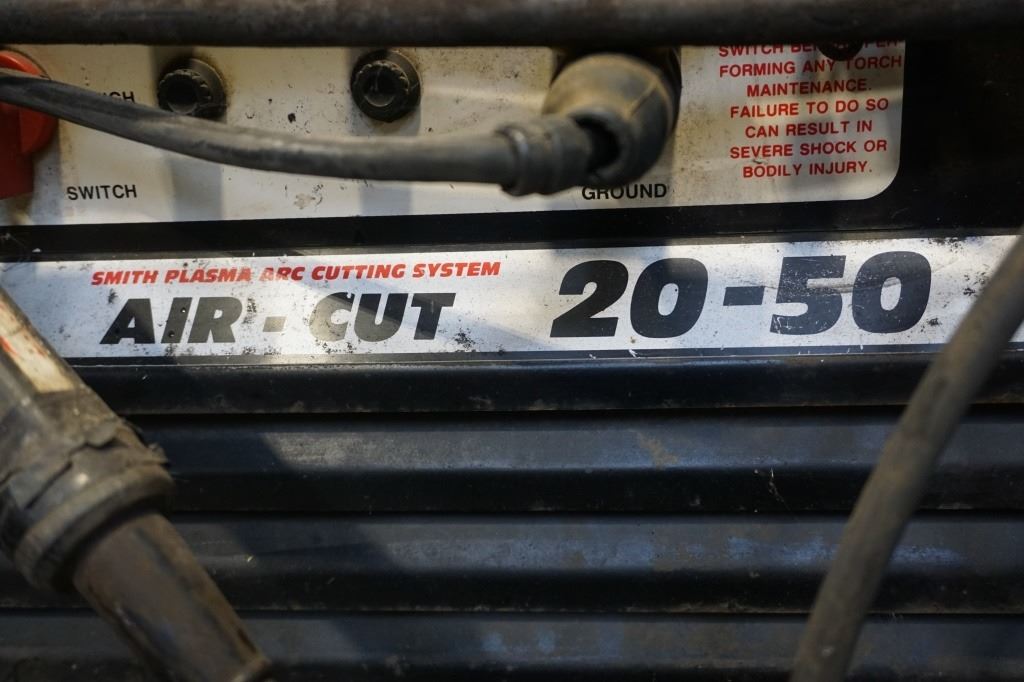 SWITCH
FORMING ANY TORCH
MAINTENANCE.
FAILURE TO DO SO
CAN RESULT IN
SEVERE SHOCK OR
BODILY INJURY.
SWITCH
GROUND
SMITH PLASMA ARC CUTTING SYSTEM
AIR - CUT 20-50